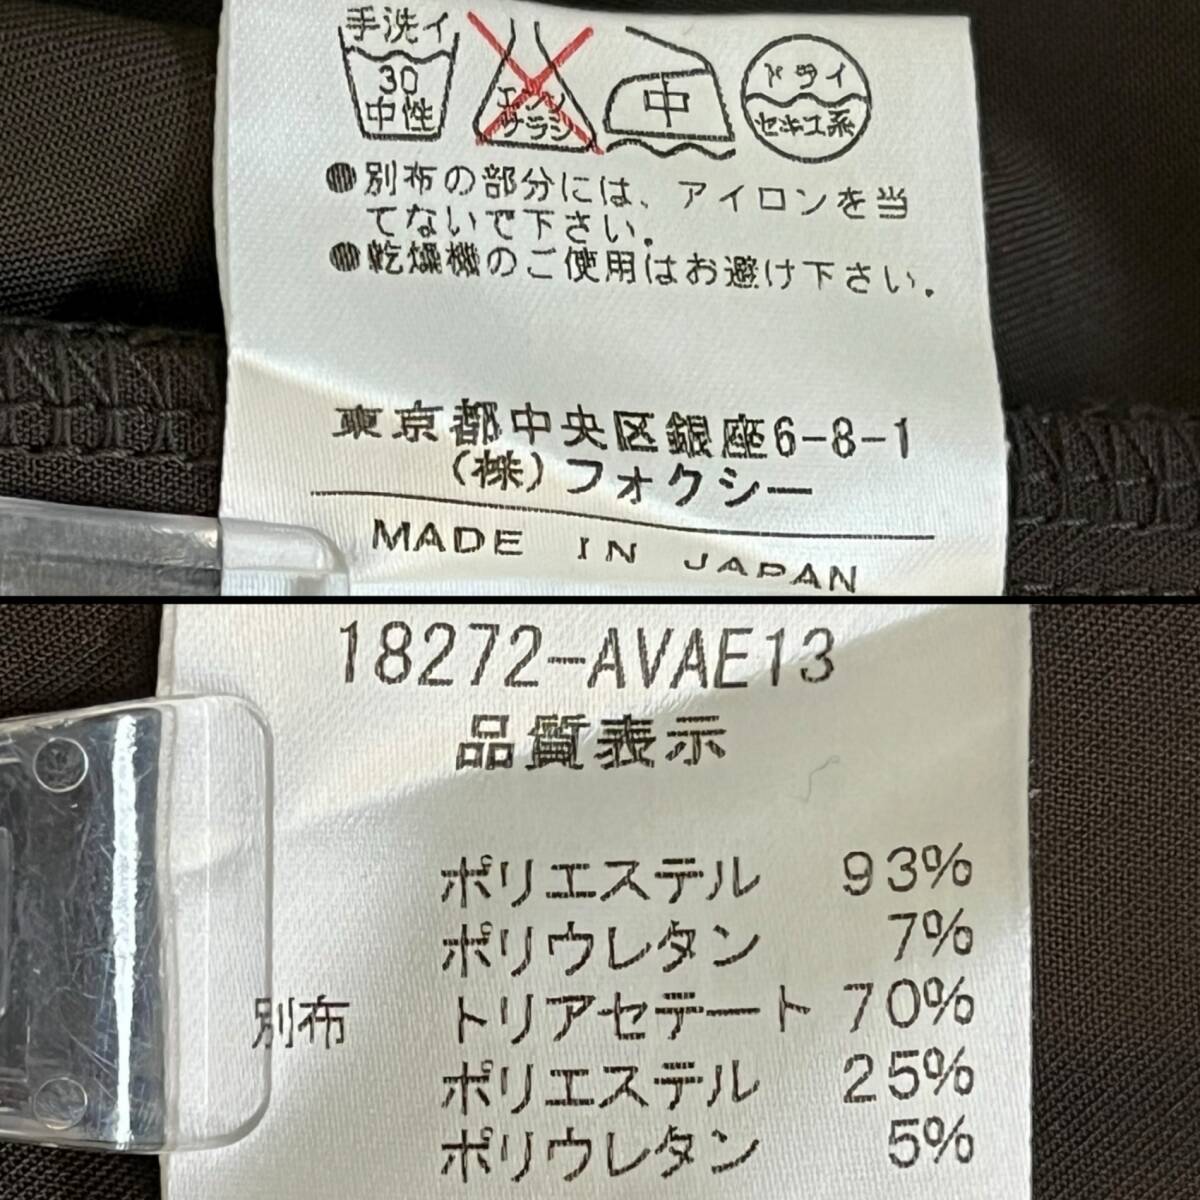 手洗イ
30
中性
エンソ
サラシ
中
ドライ
セキユ系
●別布の部分には、アイロンを当
てないで下さい.
●乾燥機のご使用はお避け下さい.
東京都中央区銀座6-8-1
(株)フォクシー
MADE IN JAPAN
18272-AVAE13
品質表示
ポリエステル 93%
ポリウレタン 7%
別布 トリアセテート 70%
ポリエステル 25%
ポリウレタン 5%